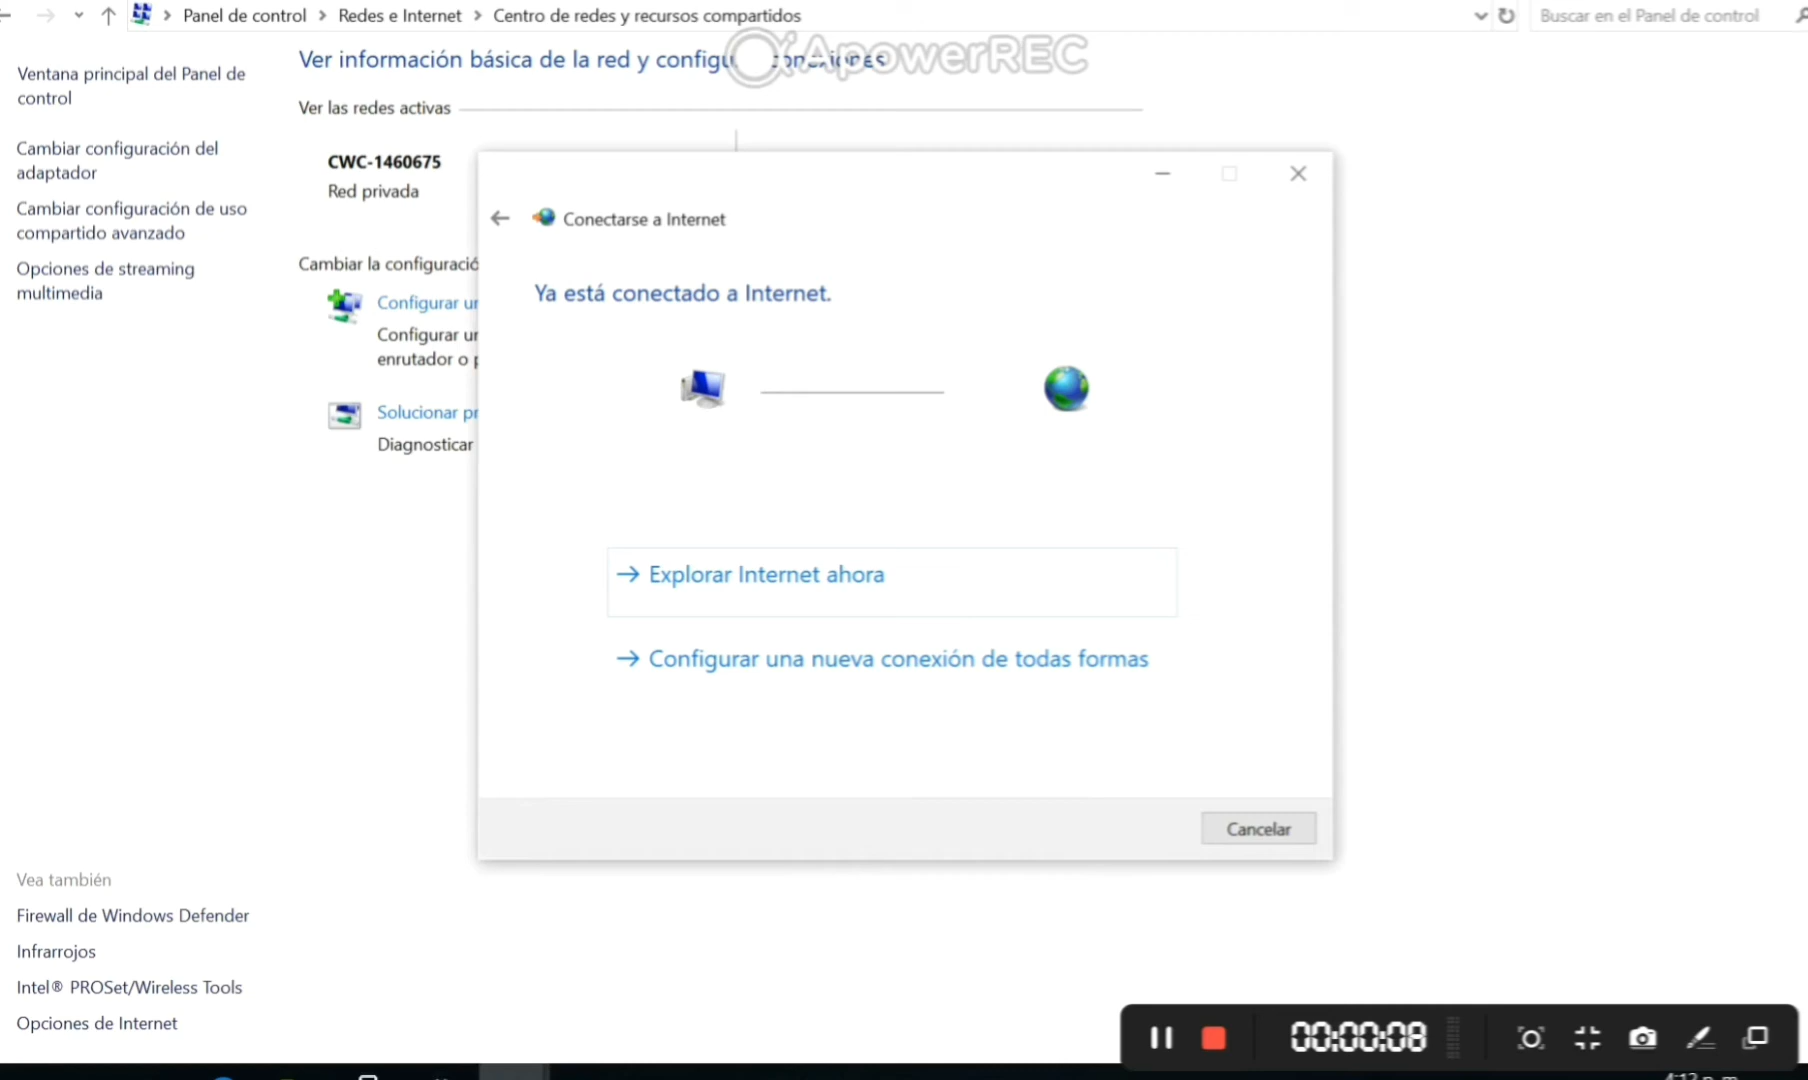 Panel de control > Redes e Internet > Centro de redes y recursos compartidos
Buscar en el Panel de control
ApowerREC
Ventana principal del Panel de
control
Cambiar configuración del
adaptador
Cambiar configuración de uso
compartido avanzado
Opciones de streaming
multimedia
Ver información básica de la red y configu conexiones
Ver las redes activas
CWC-1460675
Red privada
Cambiar la configuració
Configurar un
Configurar un
enrutador o p
Solucionar pr
Diagnosticar
Conectarse a Internet
Ya está conectado a Internet.
→ Explorar Internet ahora
→ Configurar una nueva conexión de todas formas
Cancelar
Vea también
Firewall de Windows Defender
Infrarrojos
Intel® PROSet/Wireless Tools
Opciones de Internet
00:00:08